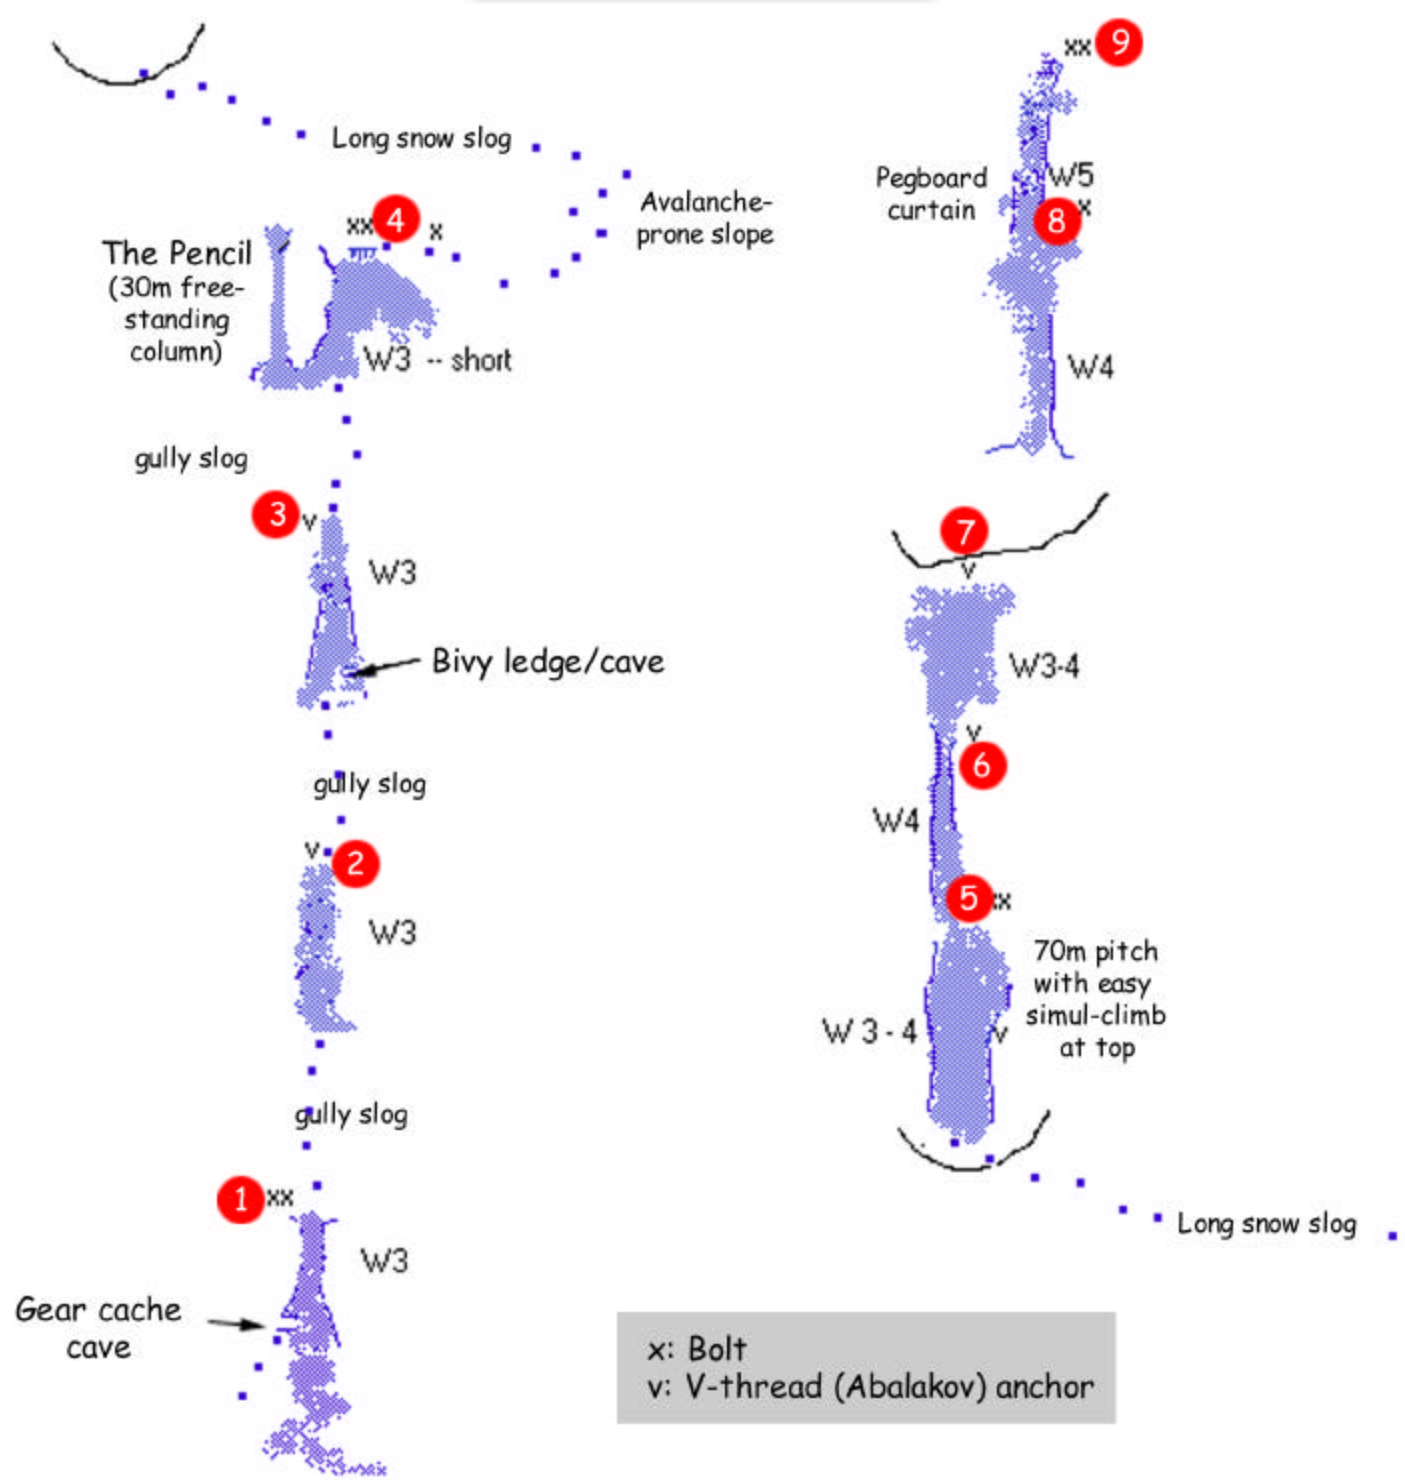 Long snow slog
Avalanche-
prone slope
xx 4 x
The Pencil
(30m free-
standing
column)
W3 -- short
gully slog
3 v
W3
Bivy ledge/cave
gully slog
v 2
W3
gully slog
1 xx
W3
Gear cache
cave
xx 9
Pegboard
curtain
W5
8 x
W4
7
v
W3-4
v
6
W4
5 xx
70m pitch
with easy
simul-climb
at top
W 3 - 4
v
Long snow slog
x: Bolt
v: V-thread (Abalakov) anchor